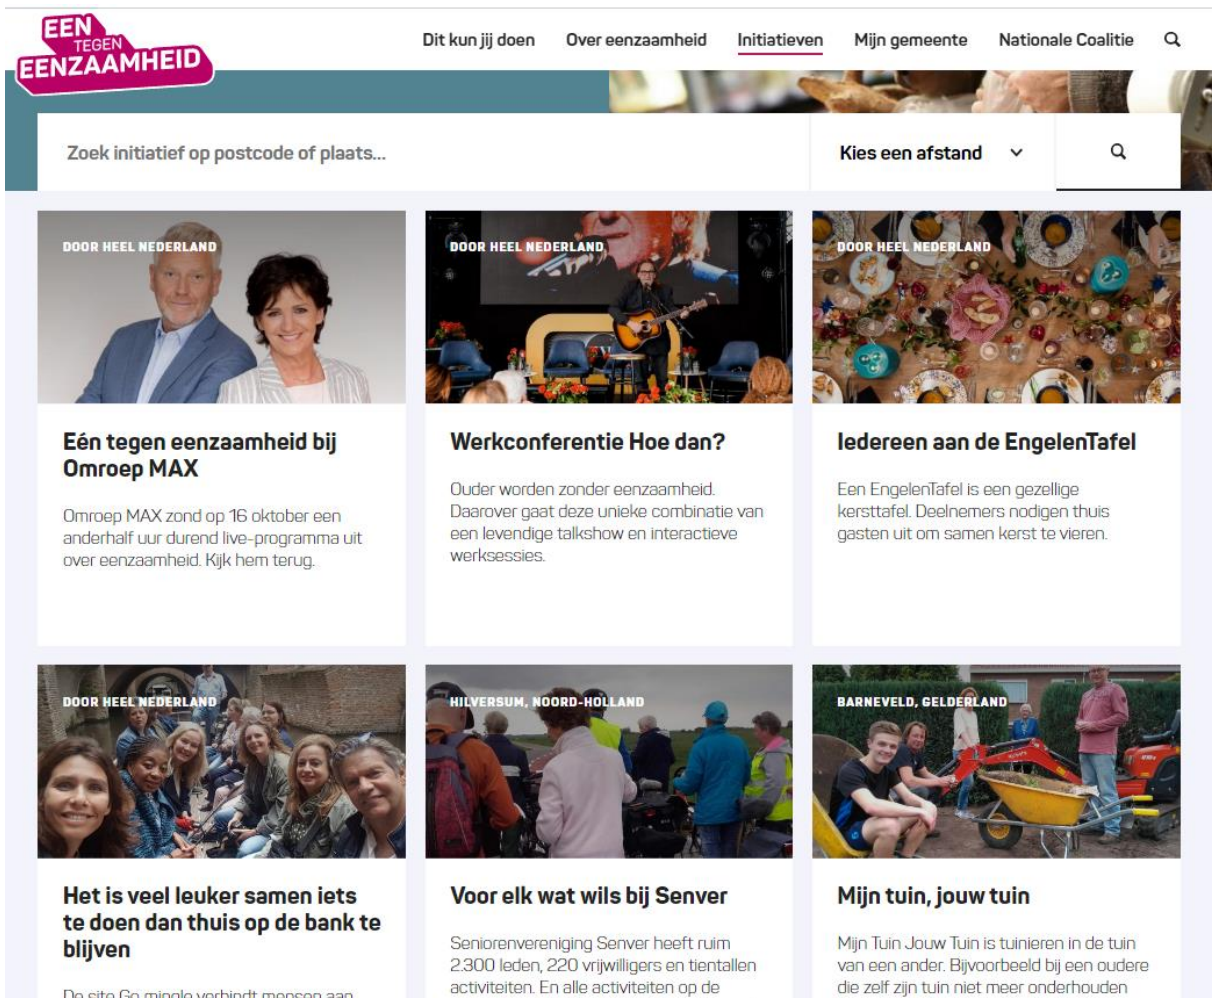 EEN
TEGEN
EENZAAMHEID
Dit kun jij doen
Over eenzaamheid
Initiatieven
Mijn gemeente
Nationale Coalitie
Zoek initiatief op postcode of plaats...
Kies een afstand
DOOR HEEL NEDERLAND
Eén tegen eenzaamheid bij
Omroep MAX
Omroep MAX zond op 16 oktober een
anderhalf uur durend live-programma uit
over eenzaamheid. Kijk hem terug.
DOOR HEEL NEDERLAND
Werkconferentie Hoe dan?
Ouder worden zonder eenzaamheid.
Daarover gaat deze unieke combinatie van
een levendige talkshow en interactieve
werksessies.
DOOR HEEL NEDERLAND
Iedereen aan de EngelenTafel
Een EngelenTafel is een gezellige
kersttafel. Deelnemers nodigen thuis
gasten uit om samen kerst te vieren.
DOOR HEEL NEDERLAND
Het is veel leuker samen iets
te doen dan thuis op de bank te
blijven
De site Go mingle verbindt mensen aan
HILVERSUM, NOORD-HOLLAND
Voor elk wat wils bij Senver
Seniorenvereniging Senver heeft ruim
2.300 leden, 220 vrijwilligers en tientallen
activiteiten. En alle activiteiten op de
BARNEVELD, GELDERLAND
Mijn tuin, jouw tuin
Mijn Tuin Jouw Tuin is tuinieren in de tuin
van een ander. Bijvoorbeeld bij een oudere
die zelf zijn tuin niet meer onderhouden